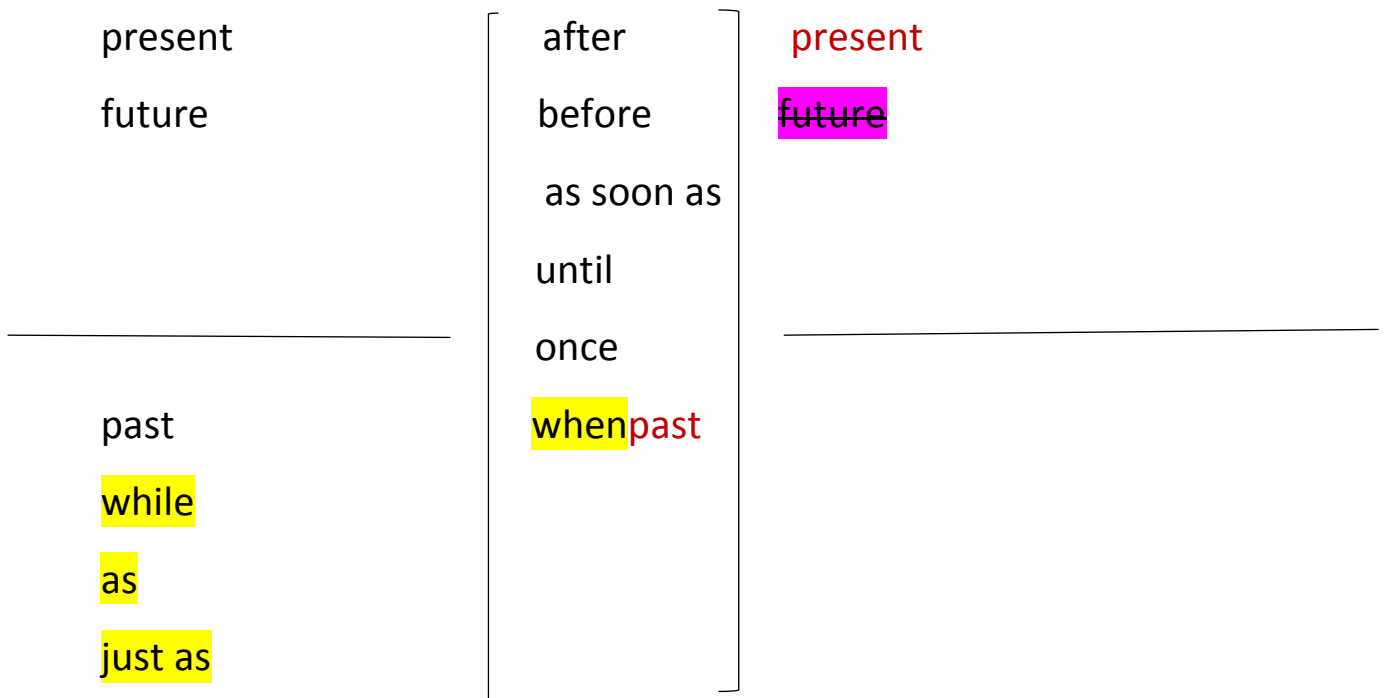 present after present
future before future
as soon as
until
once
past whenpast
while
as
just as